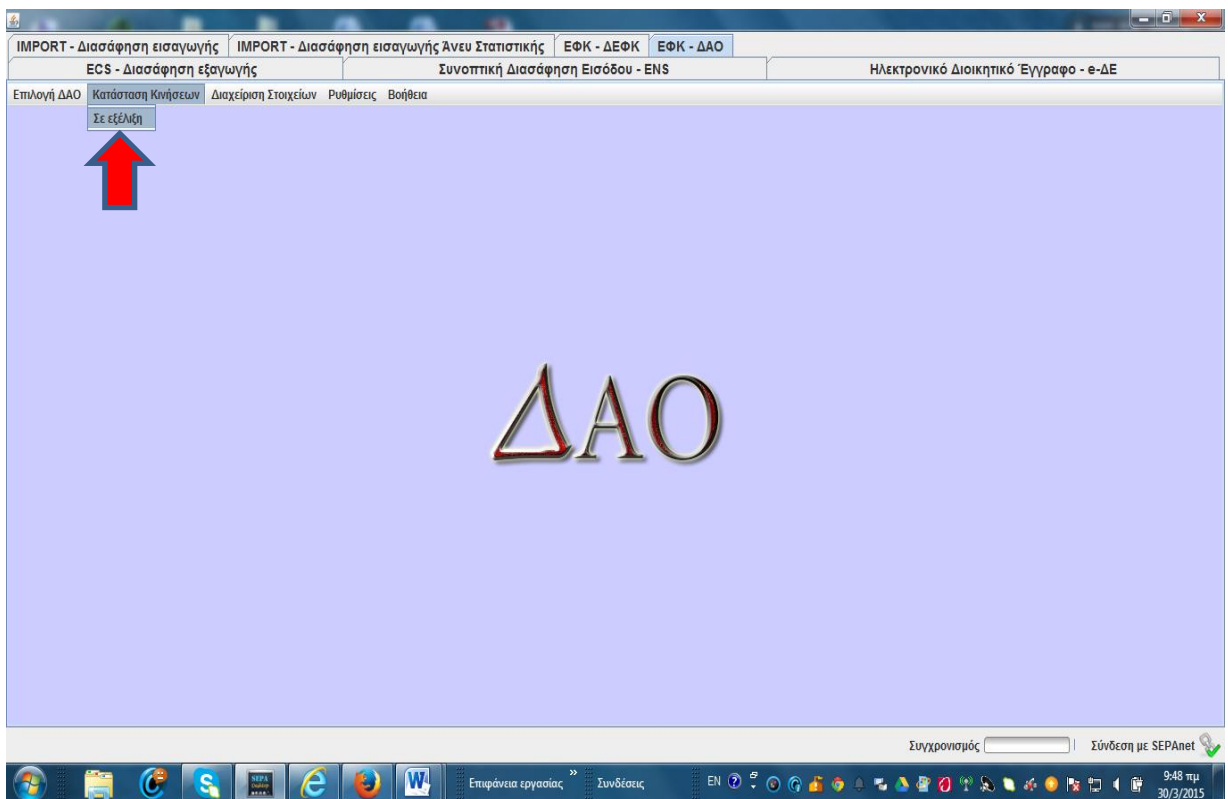 IMPORT - Διασάφηση εισαγωγής IMPORT - Διασάφηση εισαγωγής Άνευ Στατιστικής ΕΦΚ - ΔΕΦΚ ΕΦΚ - ΔΑΟ
ECS - Διασάφηση εξαγωγής Συνοπτική Διασάφηση Εισόδου - ENS Ηλεκτρονικό Διοικητικό Έγγραφο - e-ΔΕ
Επιλογή ΔΑΟ Κατάσταση Κινήσεων Διαχείριση Στοιχείων Ρυθμίσεις Βοήθεια
Σε εξέλιξη
ΔΑΟ
Συγχρονισμός Σύνδεση με SEPAnet
SEPA Desktop Επιφάνεια εργασίας Συνδέσεις EN 9:48 πμ
30/3/2015